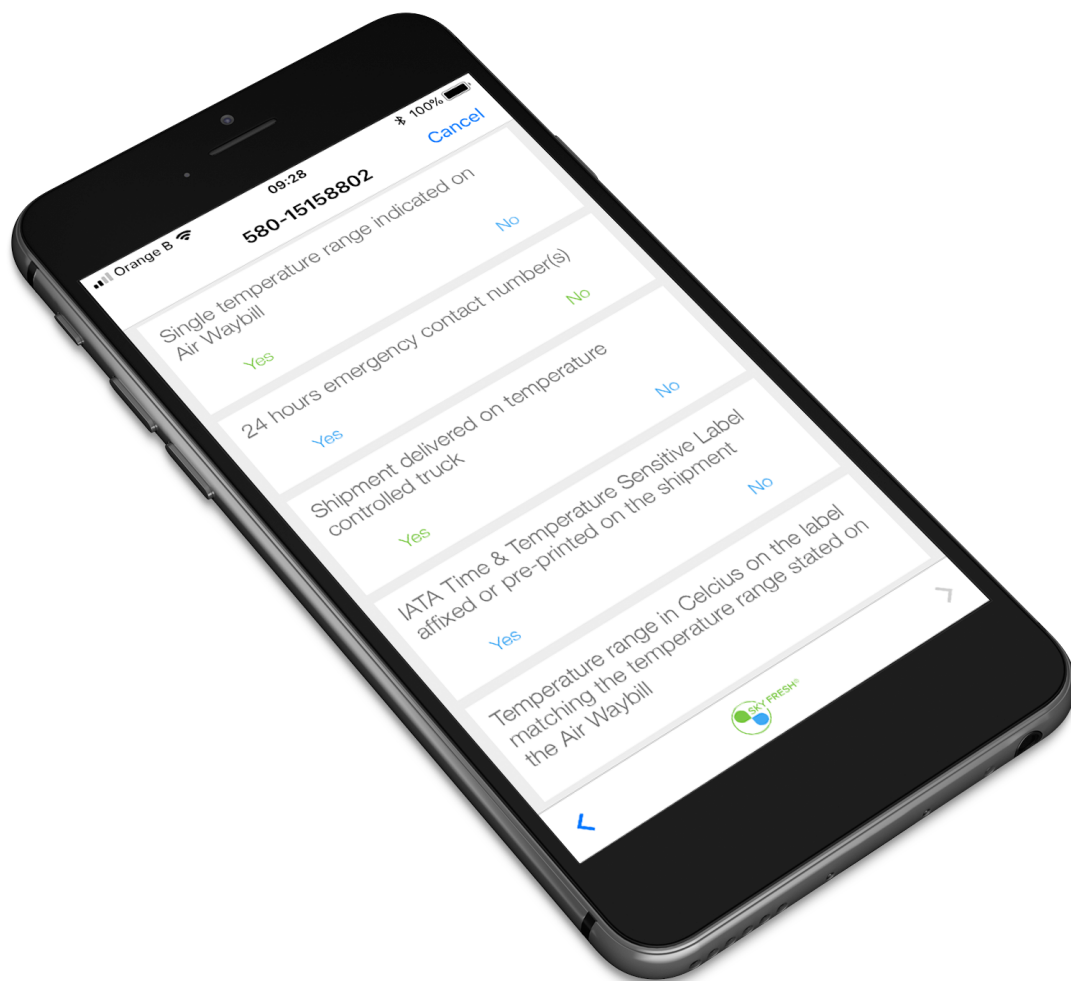 Orange B 09:28 100%
580-15158802 Cancel
Single temperature range indicated on
Air Waybill
Yes No
24 hours emergency contact number(s)
Yes No
Shipment delivered on temperature
controlled truck
Yes No
IATA Time & Temperature Sensitive Label
affixed or pre-printed on the shipment
Yes No
Temperature range in Celcius on the label
matching the temperature range stated on
the Air Waybill
SKY FRESH®